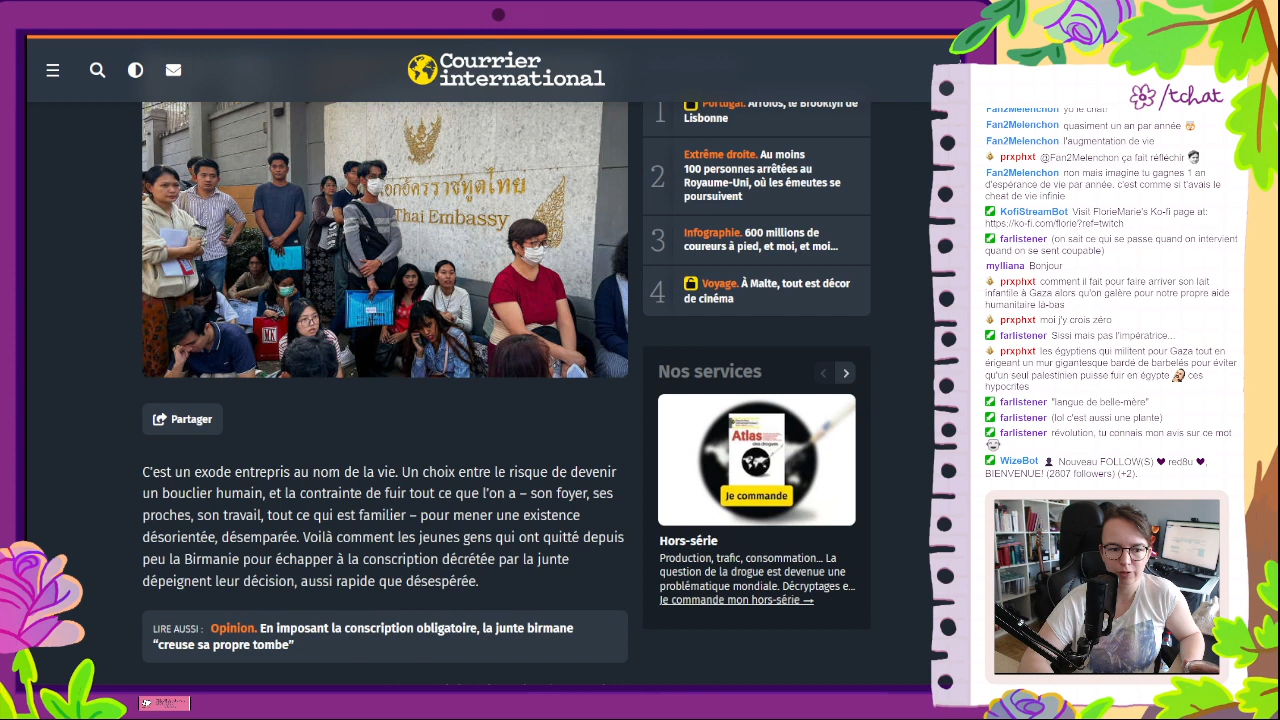 Courrier
international
เอกอัครราชทูตไทย
Thai Embassy
1
Portugal. Arroios, le Brooklyn de
Lisbonne
2
Extrême droite. Au moins
100 personnes arrêtées au
Royaume-Uni, où les émeutes se
poursuivent
3
Infographie. 600 millions de
coureurs à pied, et moi, et moi...
4
Voyage. À Malte, tout est décor
de cinéma
Partager
C'est un exode entrepris au nom de la vie. Un choix entre le risque de devenir
un bouclier humain, et la contrainte de fuir tout ce que l'on a – son foyer, ses
proches, son travail, tout ce qui est familier – pour mener une existence
désorientée, désemparée. Voilà comment les jeunes gens qui ont quitté depuis
peu la Birmanie pour échapper à la conscription décrétée par la junte
dépeignent leur décision, aussi rapide que désespérée.
LIRE AUSSI : Opinion. En imposant la conscription obligatoire, la junte birmane
“creuse sa propre tombe”
Nos services
Atlas
Je commande
Hors-série
Production, trafic, consommation... La
question de la drogue est devenue une
problématique mondiale. Décryptages e...
Je commande mon hors-série →
/tchat
Fan2Melenchon yo le chat!
Fan2Melenchon quasiment un an par année
Fan2Melenchon l'augmentation de vie
prxphxt @Fan2Melenchon ça fait réfléchir
Fan2Melenchon non mais imagine tu gagnes 1 an
d'espérance de vie par année. c'est comme si t'avais le
cheat de vie infinie
KofiStreamBot Visit FlorieMarie's Ko-fi page at:
https://ko-fi.com/florie?ref=twitch
farlistener (on sait ce qui se passe quand on intervient
quand on se sent coupable)
mylliana Bonjour
prxphxt comment il fait pour faire arriver son lait
infantile à Gaza alors qu'on galère pour notre propre aide
humanitaire là-bas
prxphxt moi j'y crois zéro
farlistener Sissi mais pas l'impératrice...
prxphxt les égyptiens qui militent pour Gaza tout en
érigeant un mur gigantesque bardé de barbelés pour éviter
qu'un seul palestinien puisse fuir en égypte ces
hypocrites
farlistener "langue de belle-mère"
farlistener (lol c'est aussi une plante)
farlistener révolution, tu connais mon avis sur ce mot
WizeBot Nouveau FOLLOW(S) ♥ red8u ♥,
BIENVENUE! (2807 followers) (+2).